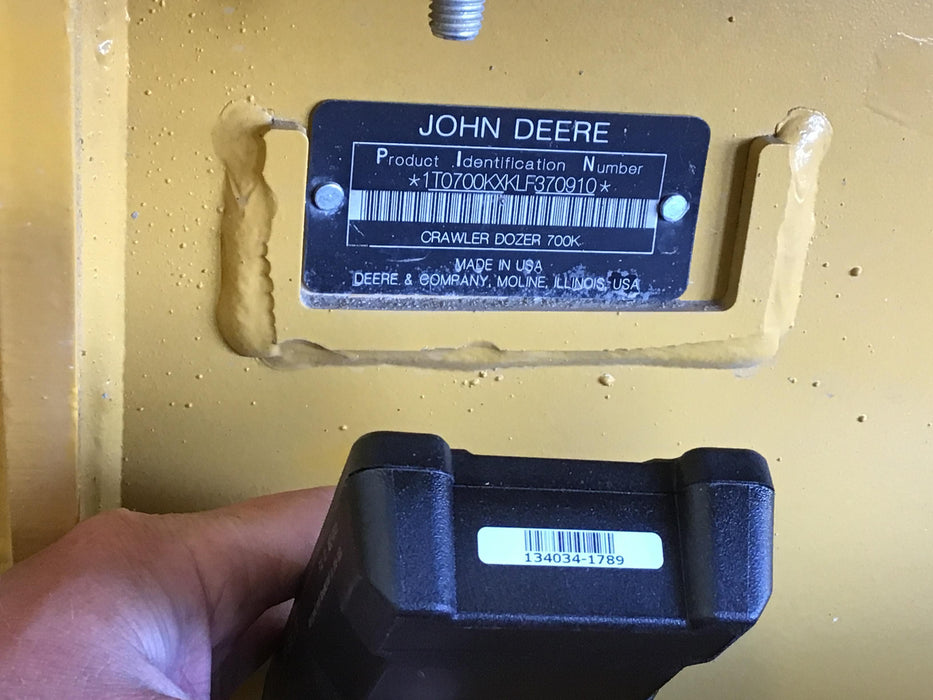 JOHN DEERE
Product Identification Number
*1T0700KXKLF370910*
CRAWLER DOZER 700K
MADE IN USA
DEERE & COMPANY, MOLINE, ILLINOIS, USA
134034-1789